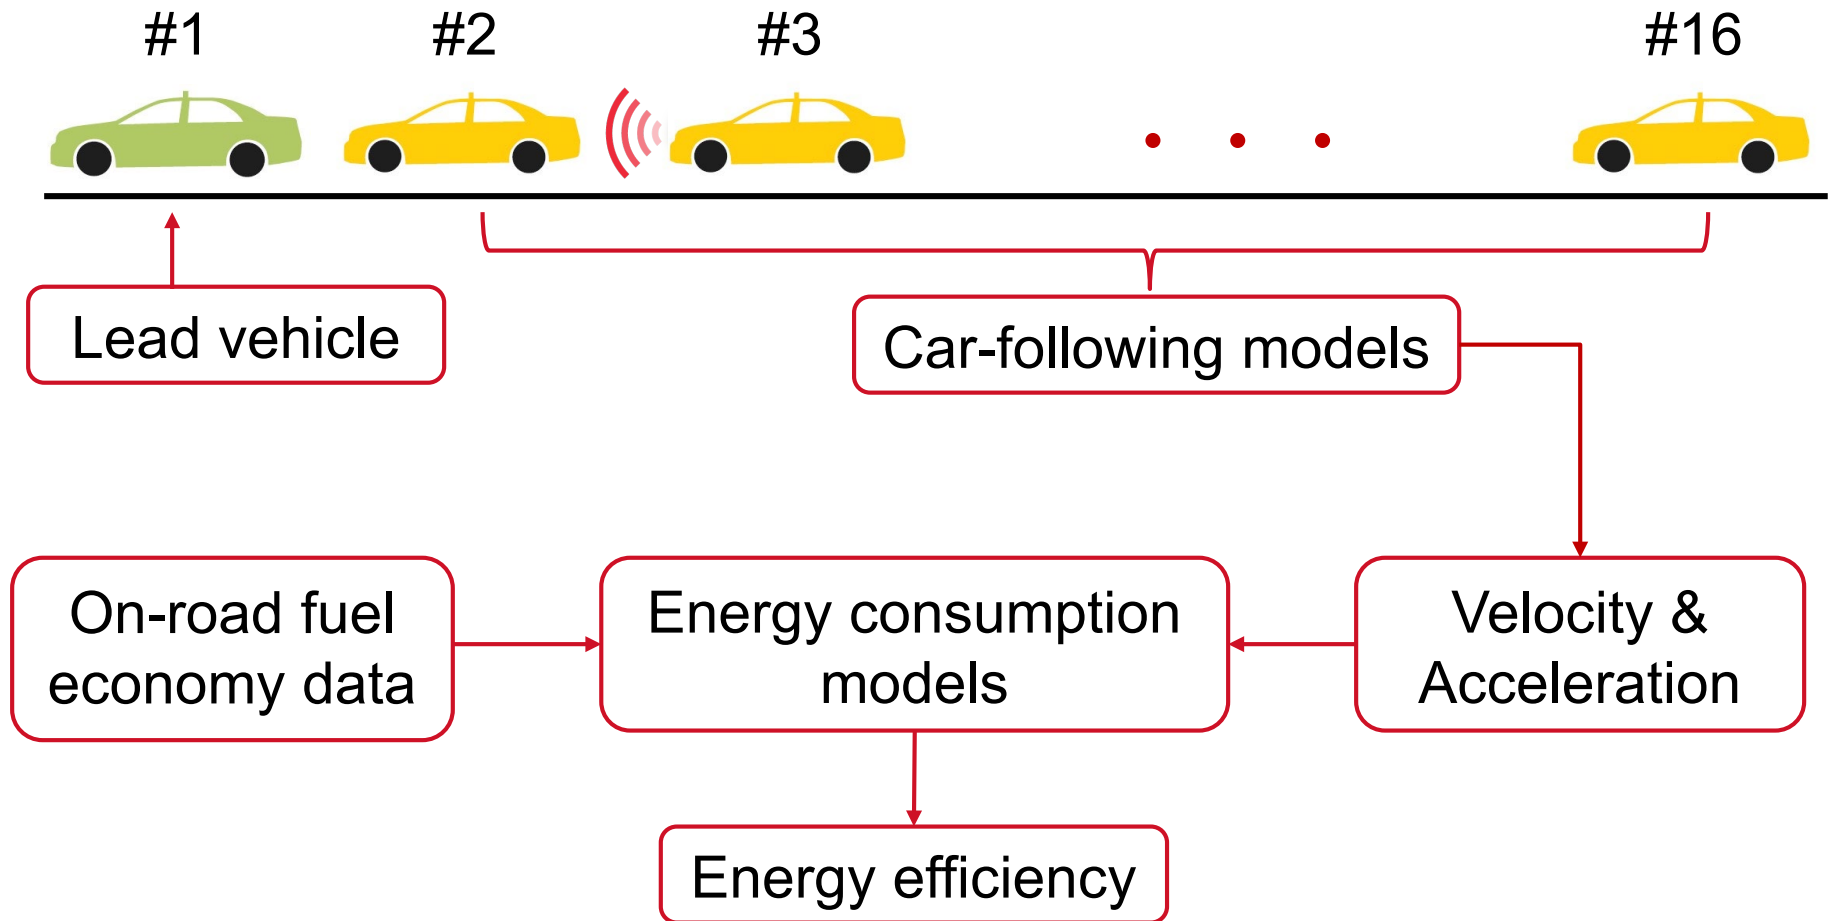 #1
#2
#3
#16
Lead vehicle
Car-following models
On-road fuel
economy data
Energy consumption
models
Velocity &
Acceleration
Energy efficiency